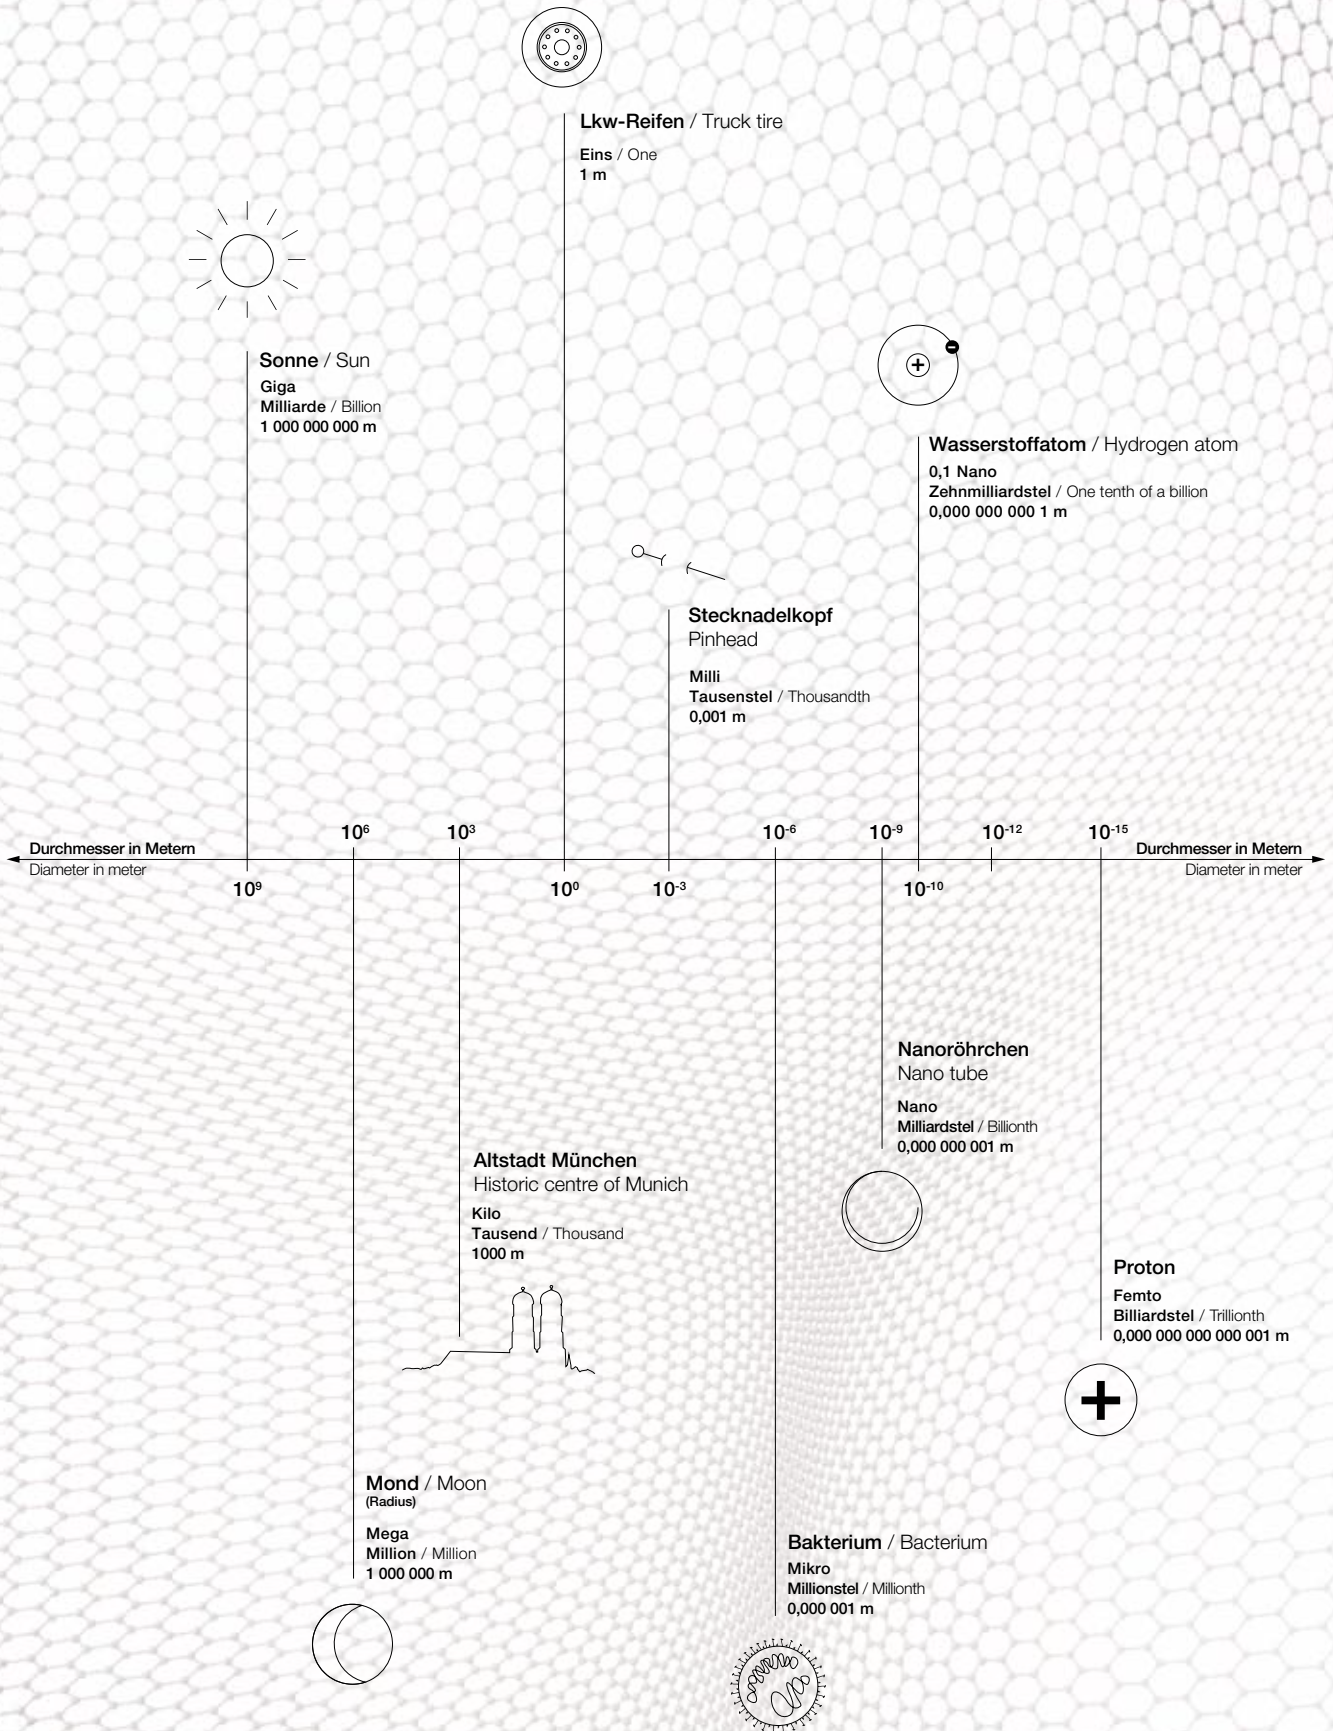 Lkw-Reifen / Truck tire
Eins / One
1 m
Sonne / Sun
Giga
Milliarde / Billion
1 000 000 000 m
Wasserstoffatom / Hydrogen atom
0,1 Nano
Zehnmilliardstel / One tenth of a billion
0,000 000 000 1 m
Stecknadelkopf
Pinhead
Milli
Tausenstel / Thousandth
0,001 m
10⁶ 10³ 10⁻⁶ 10⁻⁹ 10⁻¹² 10⁻¹⁵
Durchmesser in Metern Durchmesser in Metern
Diameter in meter Diameter in meter
10⁹ 10⁰ 10⁻³ 10⁻¹⁰
Nanoröhrchen
Nano tube
Nano
Milliardstel / Billionth
0,000 000 001 m
Altstadt München
Historic centre of Munich
Kilo
Tausend / Thousand
1000 m
Proton
Femto
Billiardstel / Trillionth
0,000 000 000 000 001 m
Mond / Moon
(Radius)
Mega
Million / Million
1 000 000 m
Bakterium / Bacterium
Mikro
Millionstel / Millionth
0,000 001 m